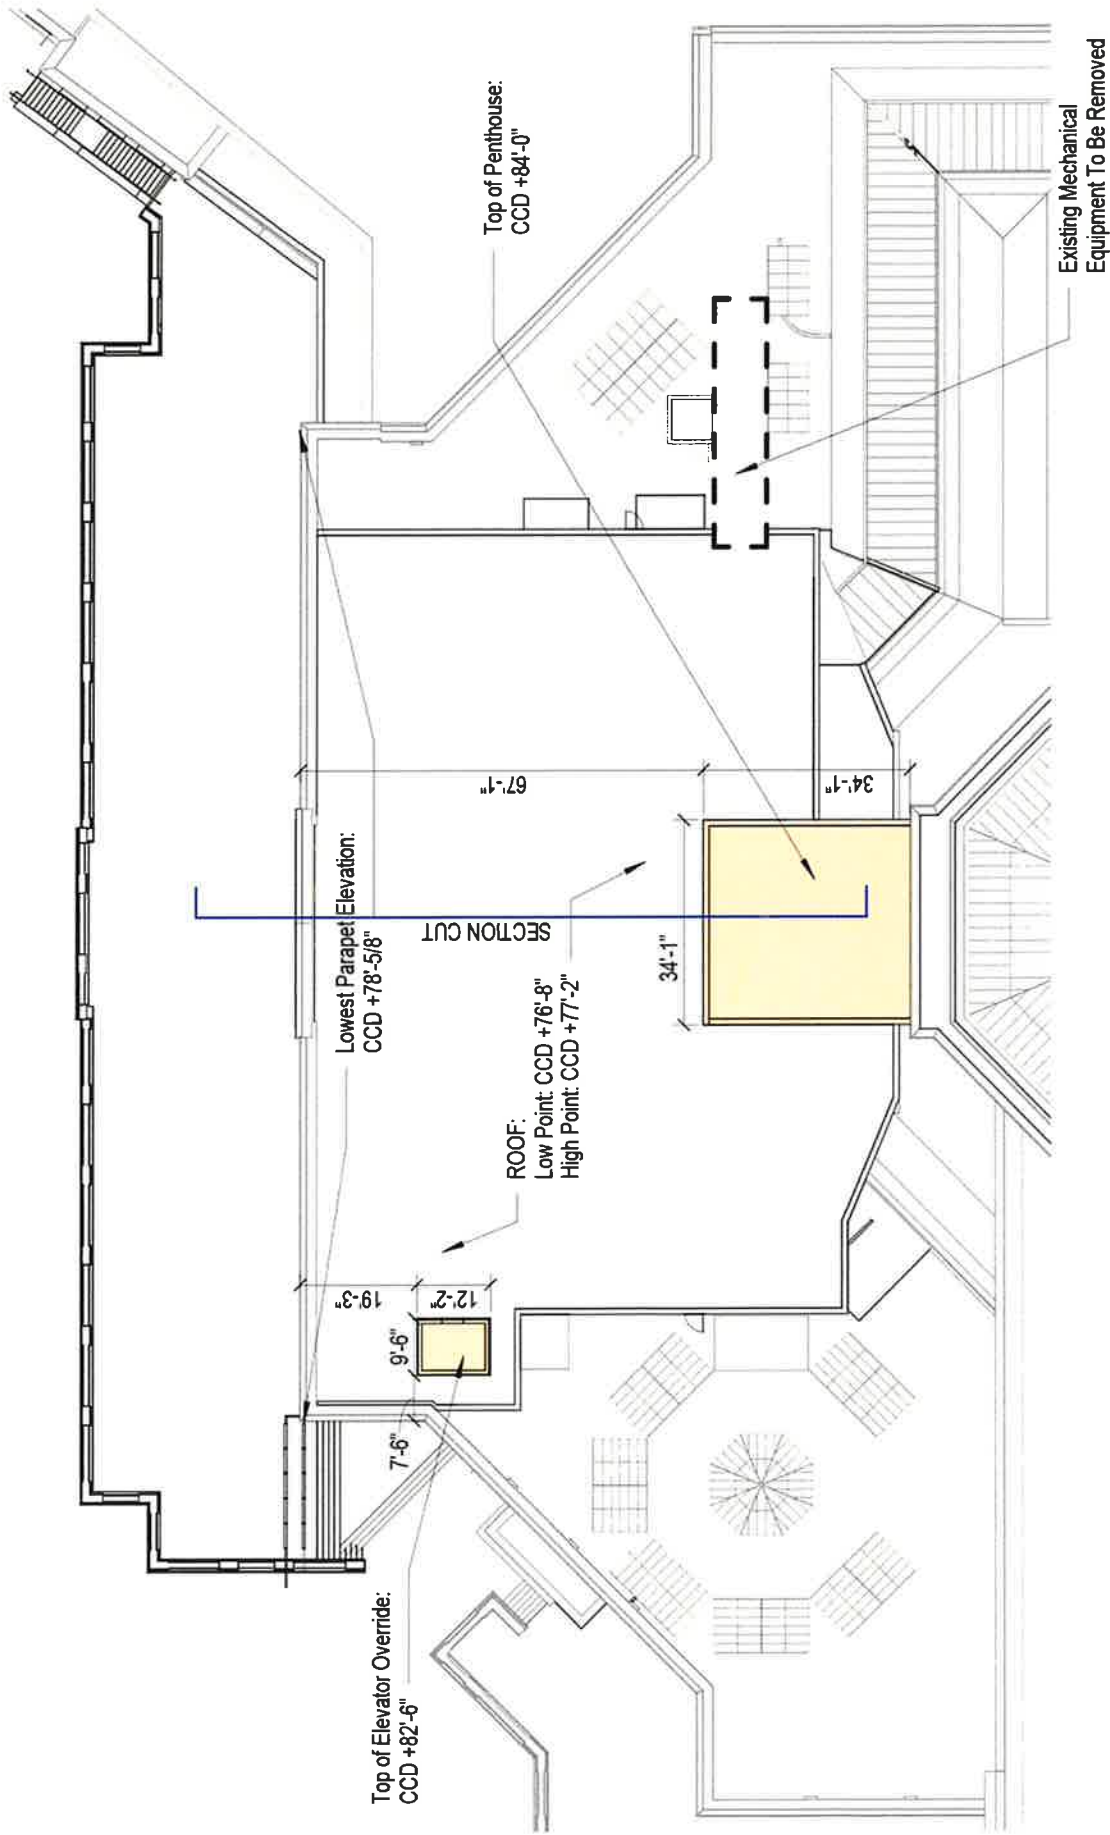 Top of Elevator Override:
CCD +82'-6"
7'-6"
9'-6"
19'-3"
12'-2"
Lowest Parapet Elevation:
CCD +78'-5/8"
ROOF:
Low Point: CCD +76'-8"
High Point: CCD +77'-2"
SECTION CUT
34'-1"
67'-1"
34'-1"
Top of Penthouse:
CCD +84'-0"
Existing Mechanical
Equipment To Be Removed